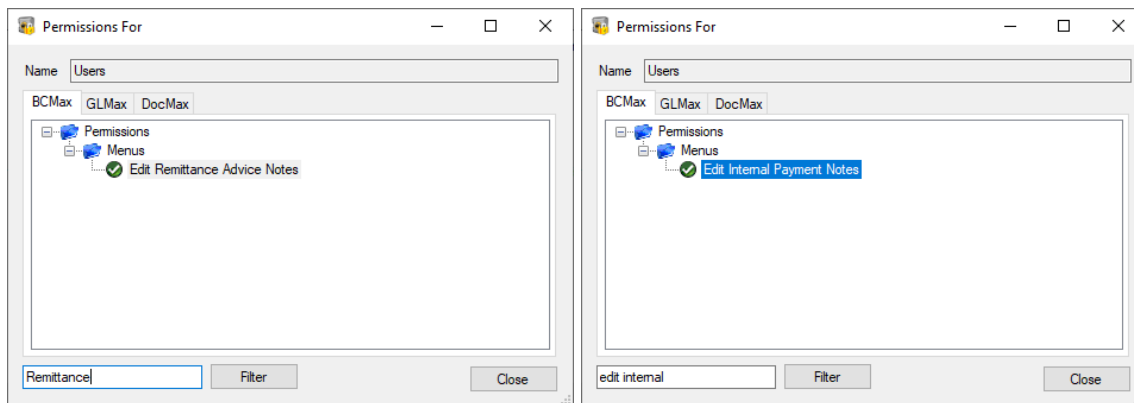 Permissions For
Name Users
BCMax GLMax DocMax
Permissions
Menus
Edit Remittance Advice Notes
Remittance Filter Close
Permissions For
Name Users
BCMax GLMax DocMax
Permissions
Menus
Edit Internal Payment Notes
edit internal Filter Close